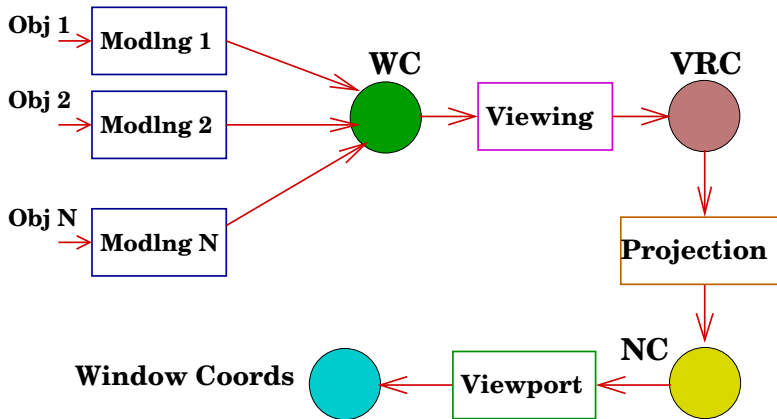 Obj 1
Modlng 1
WC
VRC
Obj 2
Modlng 2
Viewing
Obj N
Modlng N
Projection
NC
Window Coords
Viewport